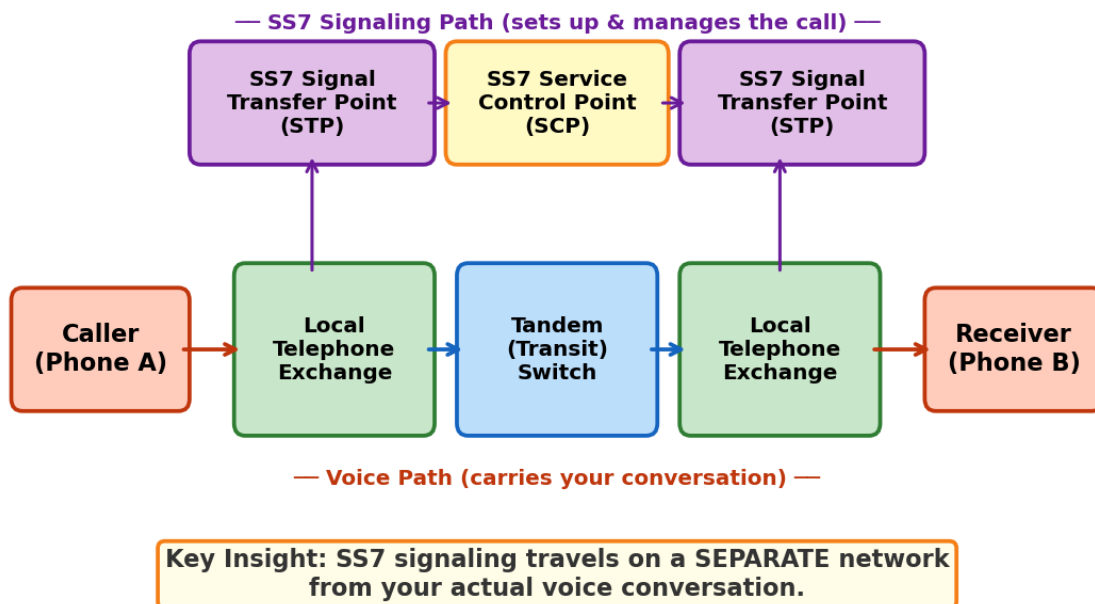 ── SS7 Signaling Path (sets up & manages the call) ──
SS7 Signal
Transfer Point
(STP)
SS7 Service
Control Point
(SCP)
SS7 Signal
Transfer Point
(STP)
Caller
(Phone A)
Local
Telephone
Exchange
Tandem
(Transit)
Switch
Local
Telephone
Exchange
Receiver
(Phone B)
── Voice Path (carries your conversation) ──
Key Insight: SS7 signaling travels on a SEPARATE network
from your actual voice conversation.